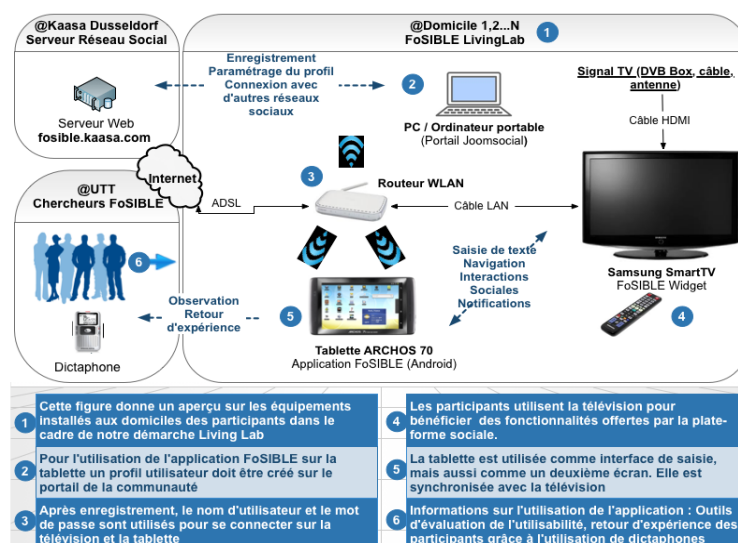 @Kaasa Dusseldorf
Serveur Réseau Social
Serveur Web
fosible.kaasa.com
@Domicile 1,2...N
FoSIBLE LivingLab
1
Enregistrement
Paramétrage du profil
Connexion avec
d'autres réseaux
sociaux
2
PC / Ordinateur portable
(Portail Joomsocial)
Signal TV (DVB Box, câble,
antenne)
Câble HDMI
Internet
ADSL
3
Routeur WLAN
Câble LAN
@UTT
Chercheurs FoSIBLE
6
Dictaphone
Observation
Retour
d'expérience
5
Saisie de texte
Navigation
Interactions
Sociales
Notifications
Tablette ARCHOS 70
Application FoSIBLE (Android)
Samsung SmartTV
FoSIBLE Widget
4
1
Cette figure donne un aperçu sur les équipements
installés aux domiciles des participants dans le
cadre de notre démarche Living Lab
2
Pour l'utilisation de l'application FoSIBLE sur la
tablette un profil utilisateur doit être créé sur le
portail de la communauté
3
Après enregistrement, le nom d'utilisateur et le mot
de passe sont utilisés pour se connecter sur la
télévision et la tablette
4
Les participants utilisent la télévision pour
bénéficier des fonctionnalités offertes par la plate-
forme sociale.
5
La tablette est utilisée comme interface de saisie,
mais aussi comme un deuxième écran. Elle est
synchronisée avec la télévision
6
Informations sur l'utilisation de l'application : Outils
d'évaluation de l'utilisabilité, retour d'expérience des
participants grâce à l'utilisation de dictaphones